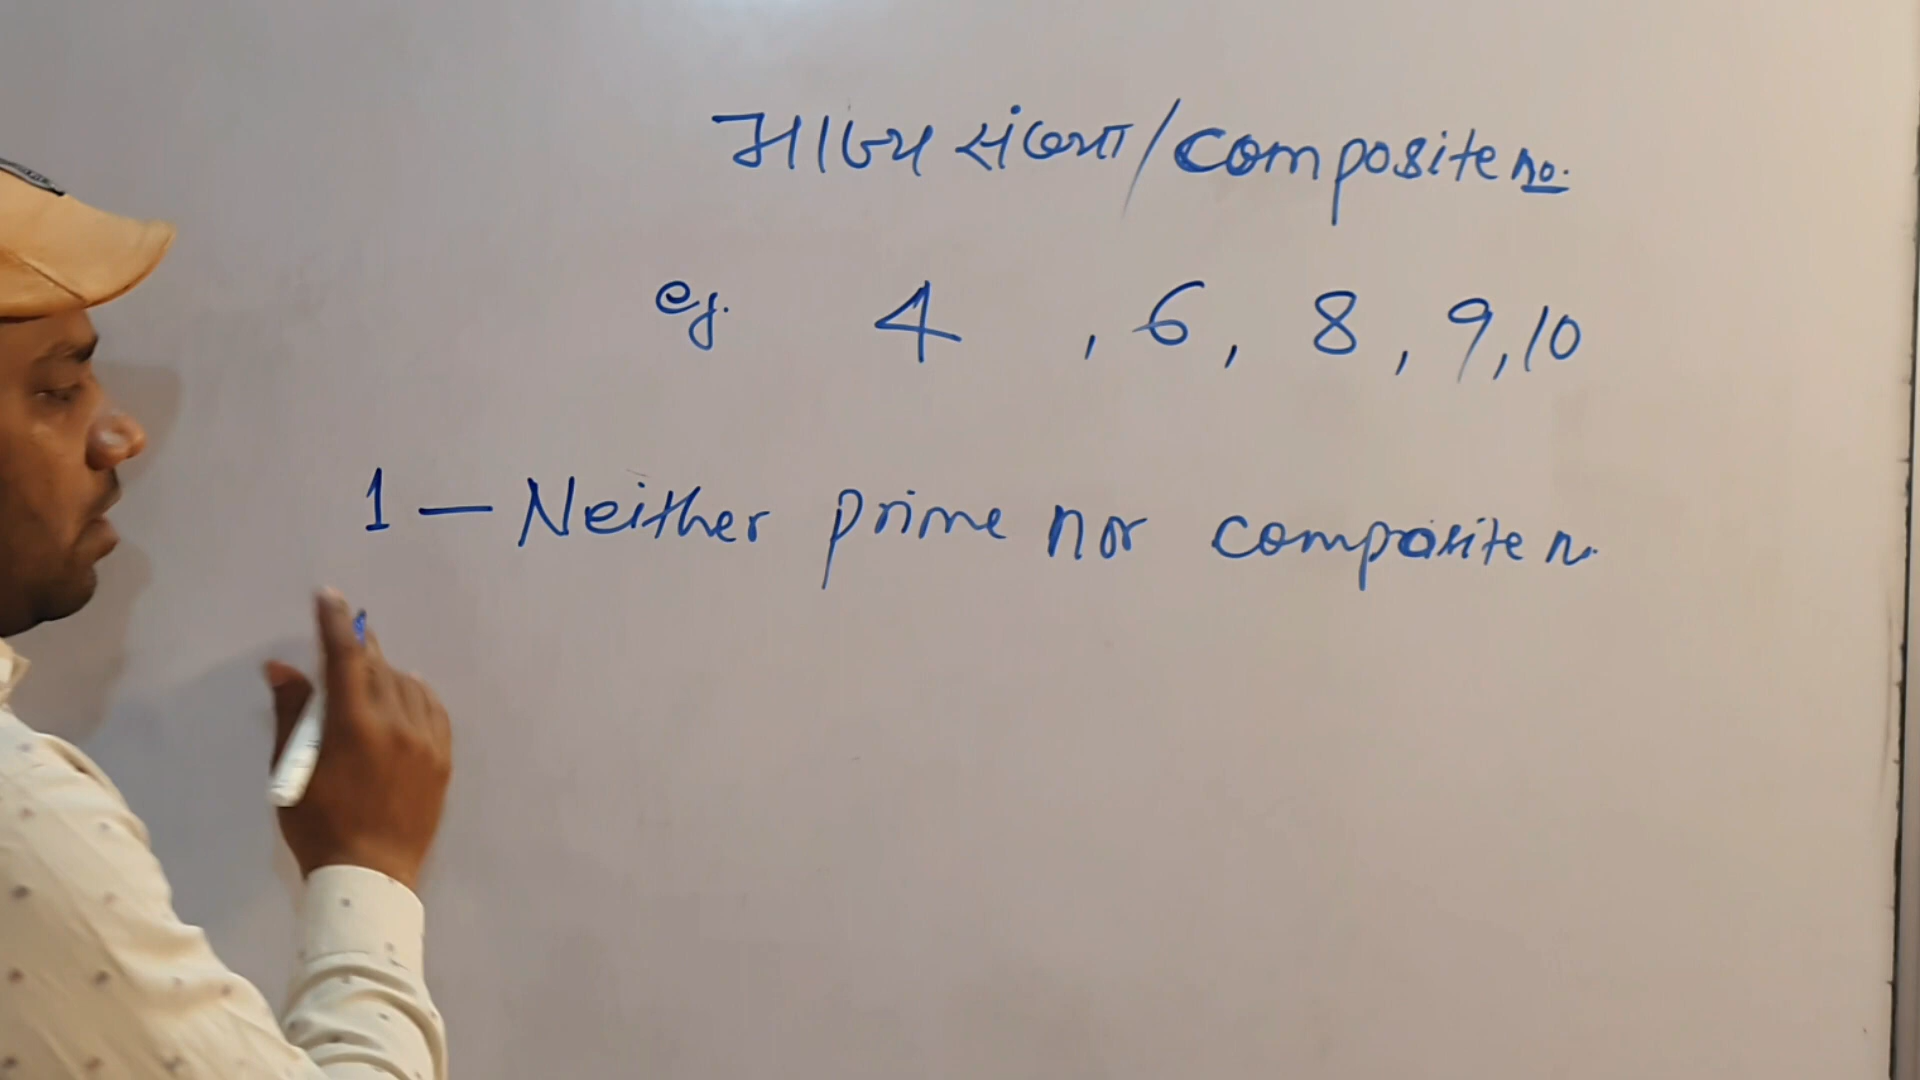 भाज्य संख्या/composite no.
eg. 4 , 6, 8, 9, 10
1 — Neither prime nor composite n.